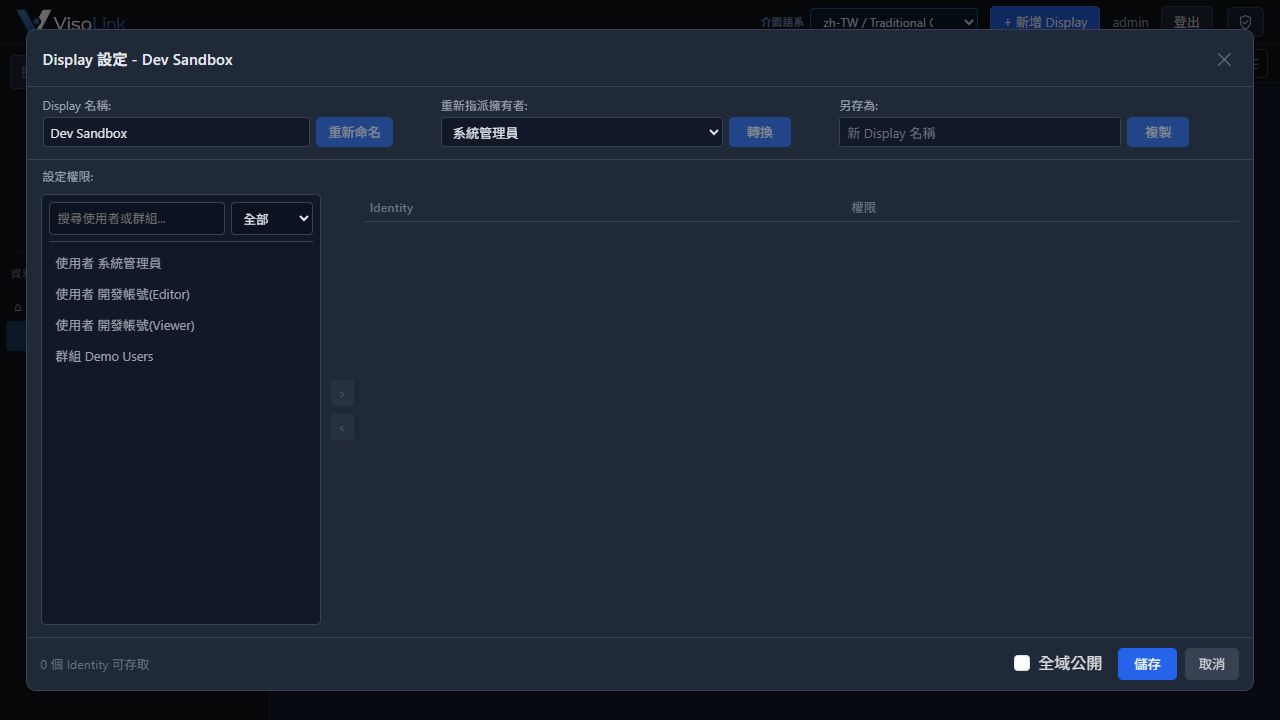 VisoLink
介面語系
zh-TW / Traditional C
+ 新增 Display
admin
登出
Display 設定 - Dev Sandbox
Display 名稱:
Dev Sandbox
重新命名
重新指派擁有者:
系統管理員
轉換
另存為:
新 Display 名稱
複製
設定權限:
搜尋使用者或群組...
全部
Identity
權限
使用者 系統管理員
使用者 開發帳號(Editor)
使用者 開發帳號(Viewer)
群組 Demo Users
›
‹
0 個 Identity 可存取
全域公開
儲存
取消